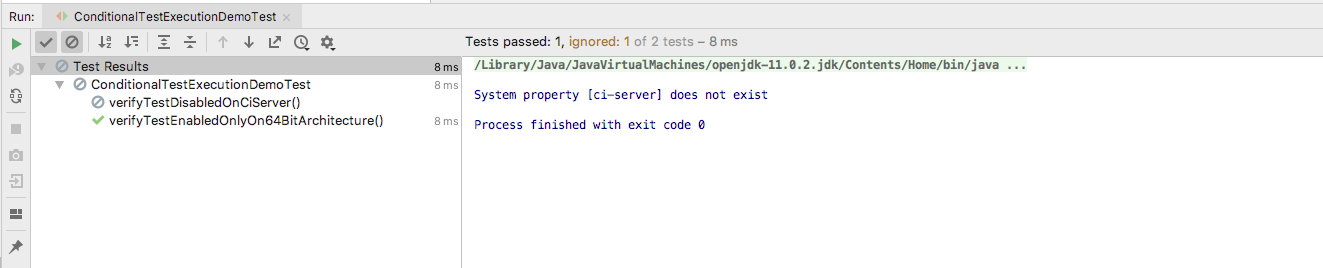 Run: ConditionalTestExecutionDemoTest ×
Tests passed: 1, ignored: 1 of 2 tests – 8 ms
Test Results 8 ms
ConditionalTestExecutionDemoTest 8 ms
verifyTestDisabledOnCiServer()
verifyTestEnabledOnlyOn64BitArchitecture() 8 ms
/Library/Java/JavaVirtualMachines/openjdk-11.0.2.jdk/Contents/Home/bin/java ...
System property [ci-server] does not exist
Process finished with exit code 0